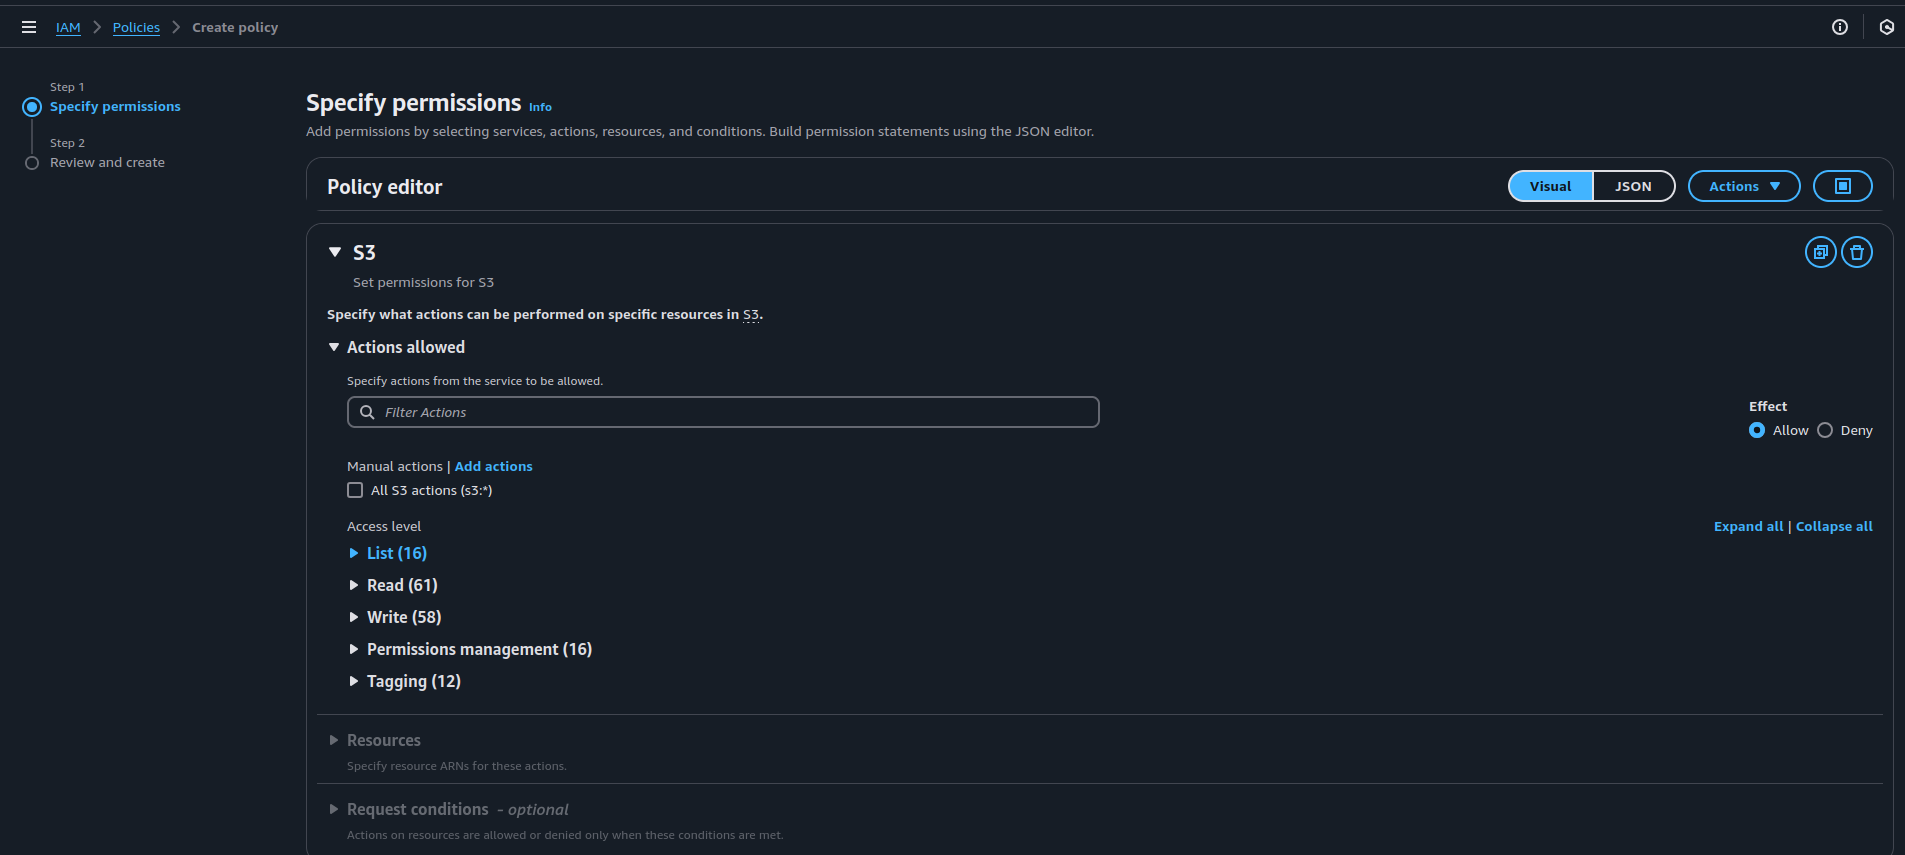 IAM > Policies > Create policy
Step 1
Specify permissions
Step 2
Review and create
Specify permissions Info
Add permissions by selecting services, actions, resources, and conditions. Build permission statements using the JSON editor.
Policy editor
Visual JSON Actions
S3
Set permissions for S3
Specify what actions can be performed on specific resources in S3.
Actions allowed
Specify actions from the service to be allowed.
Filter Actions
Effect
Allow Deny
Manual actions | Add actions
All S3 actions (s3:*)
Access level
Expand all | Collapse all
List (16)
Read (61)
Write (58)
Permissions management (16)
Tagging (12)
Resources
Specify resource ARNs for these actions.
Request conditions - optional
Actions on resources are allowed or denied only when these conditions are met.